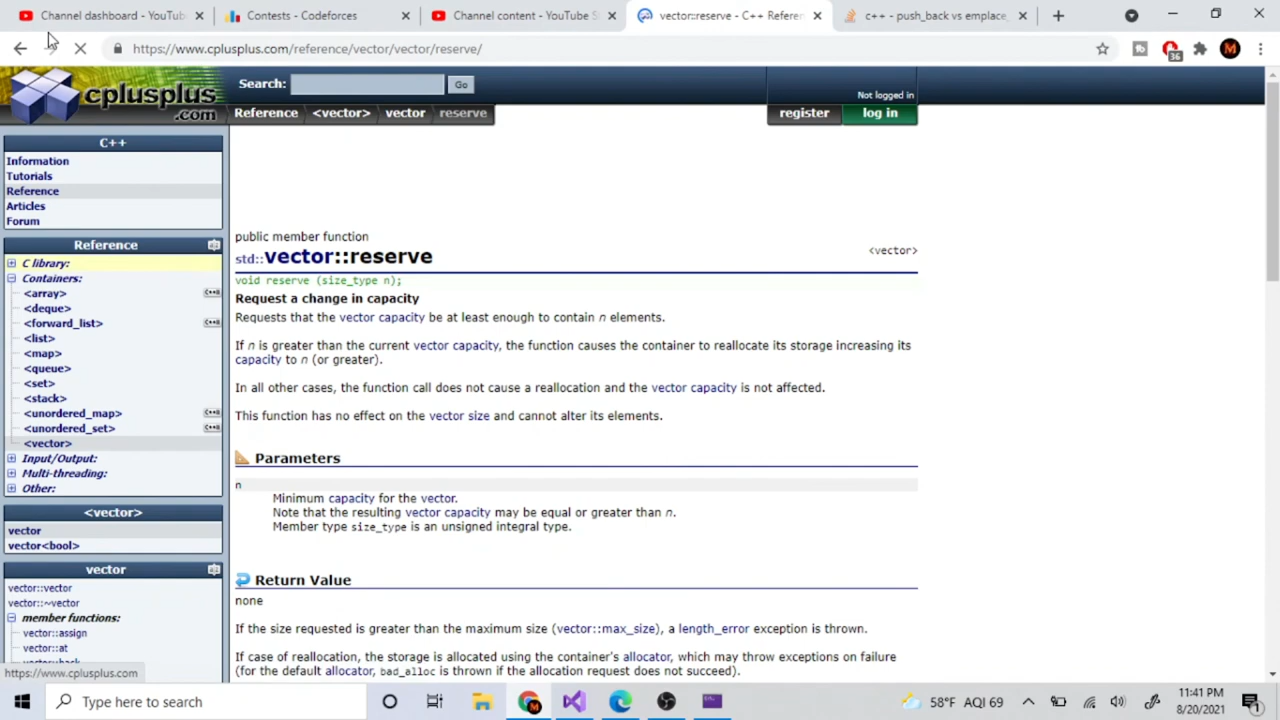 Channel dashboard - YouTub
Contests - Codeforces
Channel content - YouTube S
vector::reserve - C++ Referen
c++ - push_back vs emplace_
https://www.cplusplus.com/reference/vector/vector/reserve/
36
M
cplusplus
.com
Search:
Go
Not logged in
Reference
<vector>
vector
reserve
register
log in
C++
Information
Tutorials
Reference
Articles
Forum
Reference
C library:
Containers:
<array>
<deque>
<forward_list>
<list>
<map>
<queue>
<set>
<stack>
<unordered_map>
<unordered_set>
<vector>
Input/Output:
Multi-threading:
Other:
<vector>
vector
vector<bool>
vector
vector::vector
vector::~vector
member functions:
vector::assign
vector::at
vector::back
https://www.cplusplus.com
public member function
<vector>
std::vector::reserve
void reserve (size_type n);
Request a change in capacity
Requests that the vector capacity be at least enough to contain n elements.
If n is greater than the current vector capacity, the function causes the container to reallocate its storage increasing its
capacity to n (or greater).
In all other cases, the function call does not cause a reallocation and the vector capacity is not affected.
This function has no effect on the vector size and cannot alter its elements.
Parameters
n
Minimum capacity for the vector.
Note that the resulting vector capacity may be equal or greater than n.
Member type size_type is an unsigned integral type.
Return Value
none
If the size requested is greater than the maximum size (vector::max_size), a length_error exception is thrown.
If case of reallocation, the storage is allocated using the container's allocator, which may throw exceptions on failure
(for the default allocator, bad_alloc is thrown if the allocation request does not succeed).
Type here to search
58°F AQI 69
11:41 PM
8/20/2021